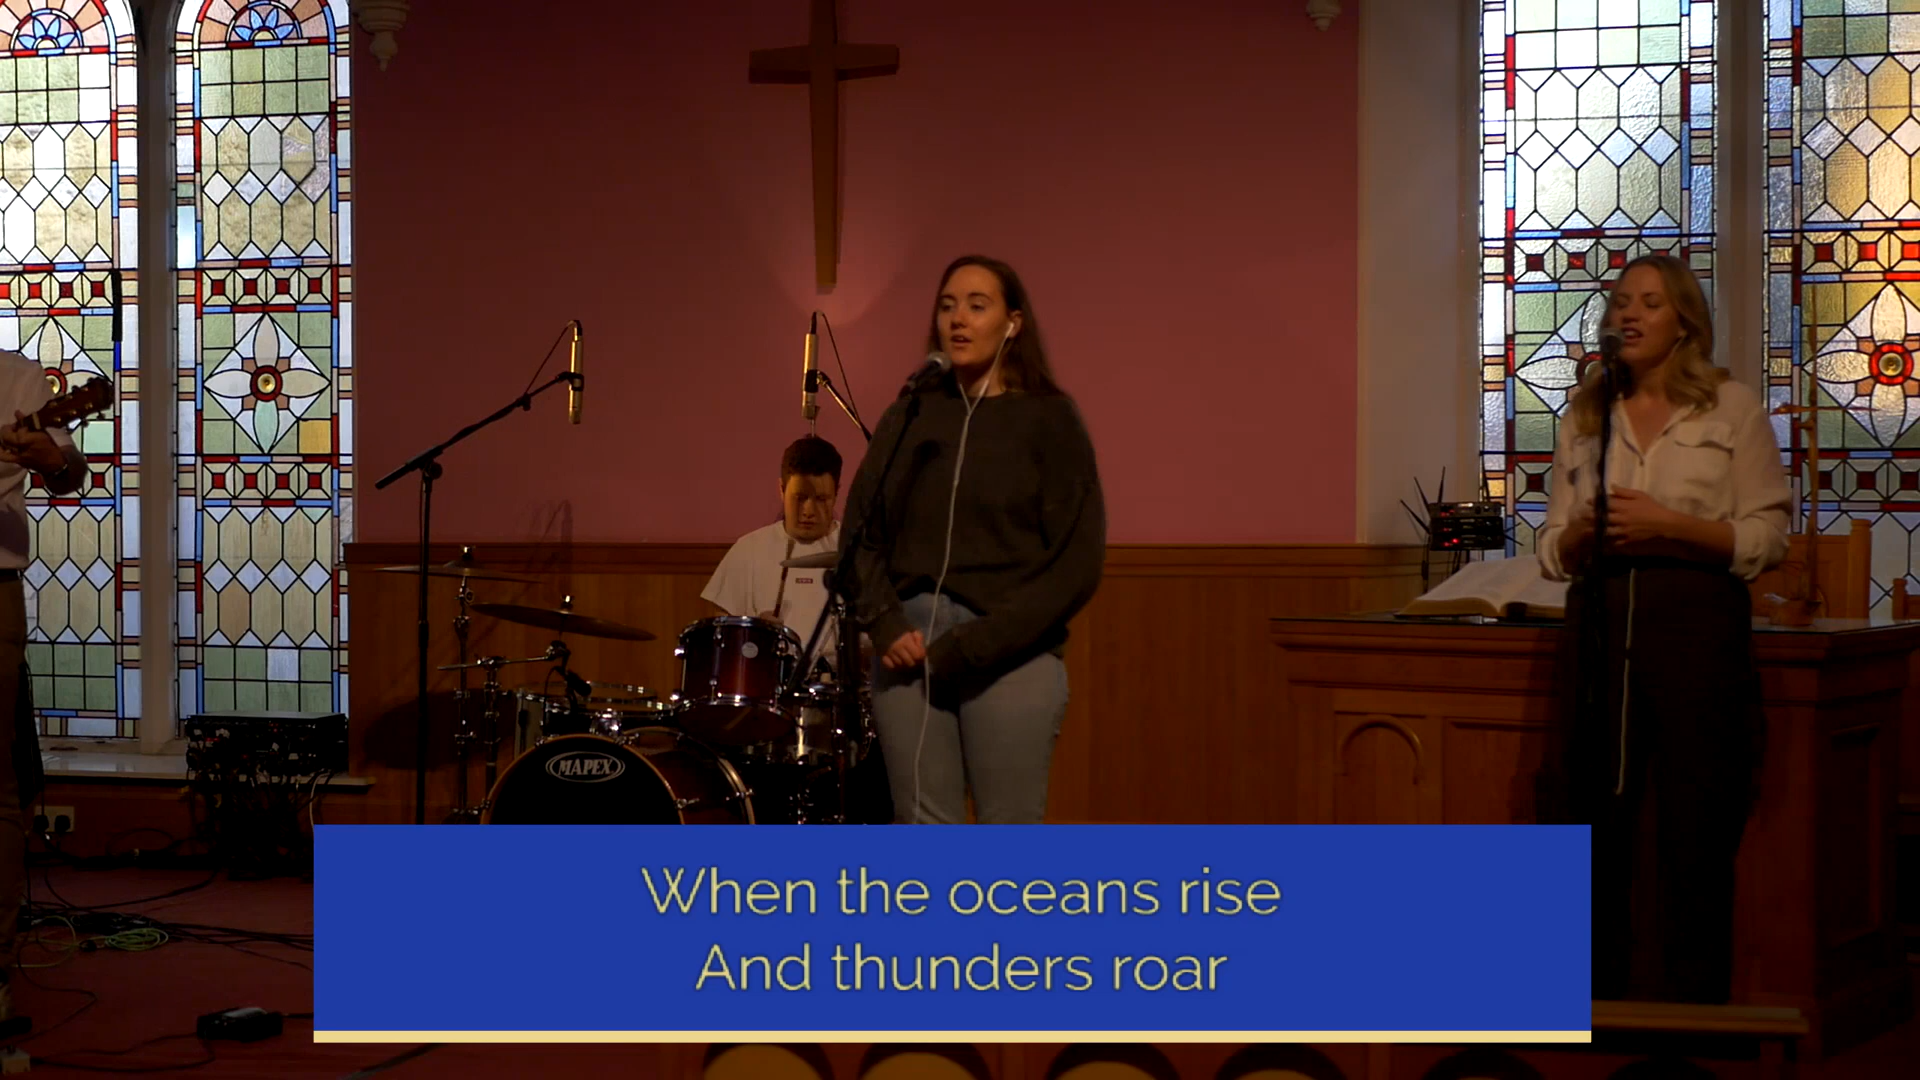 MAPEX
When the oceans rise
And thunders roar